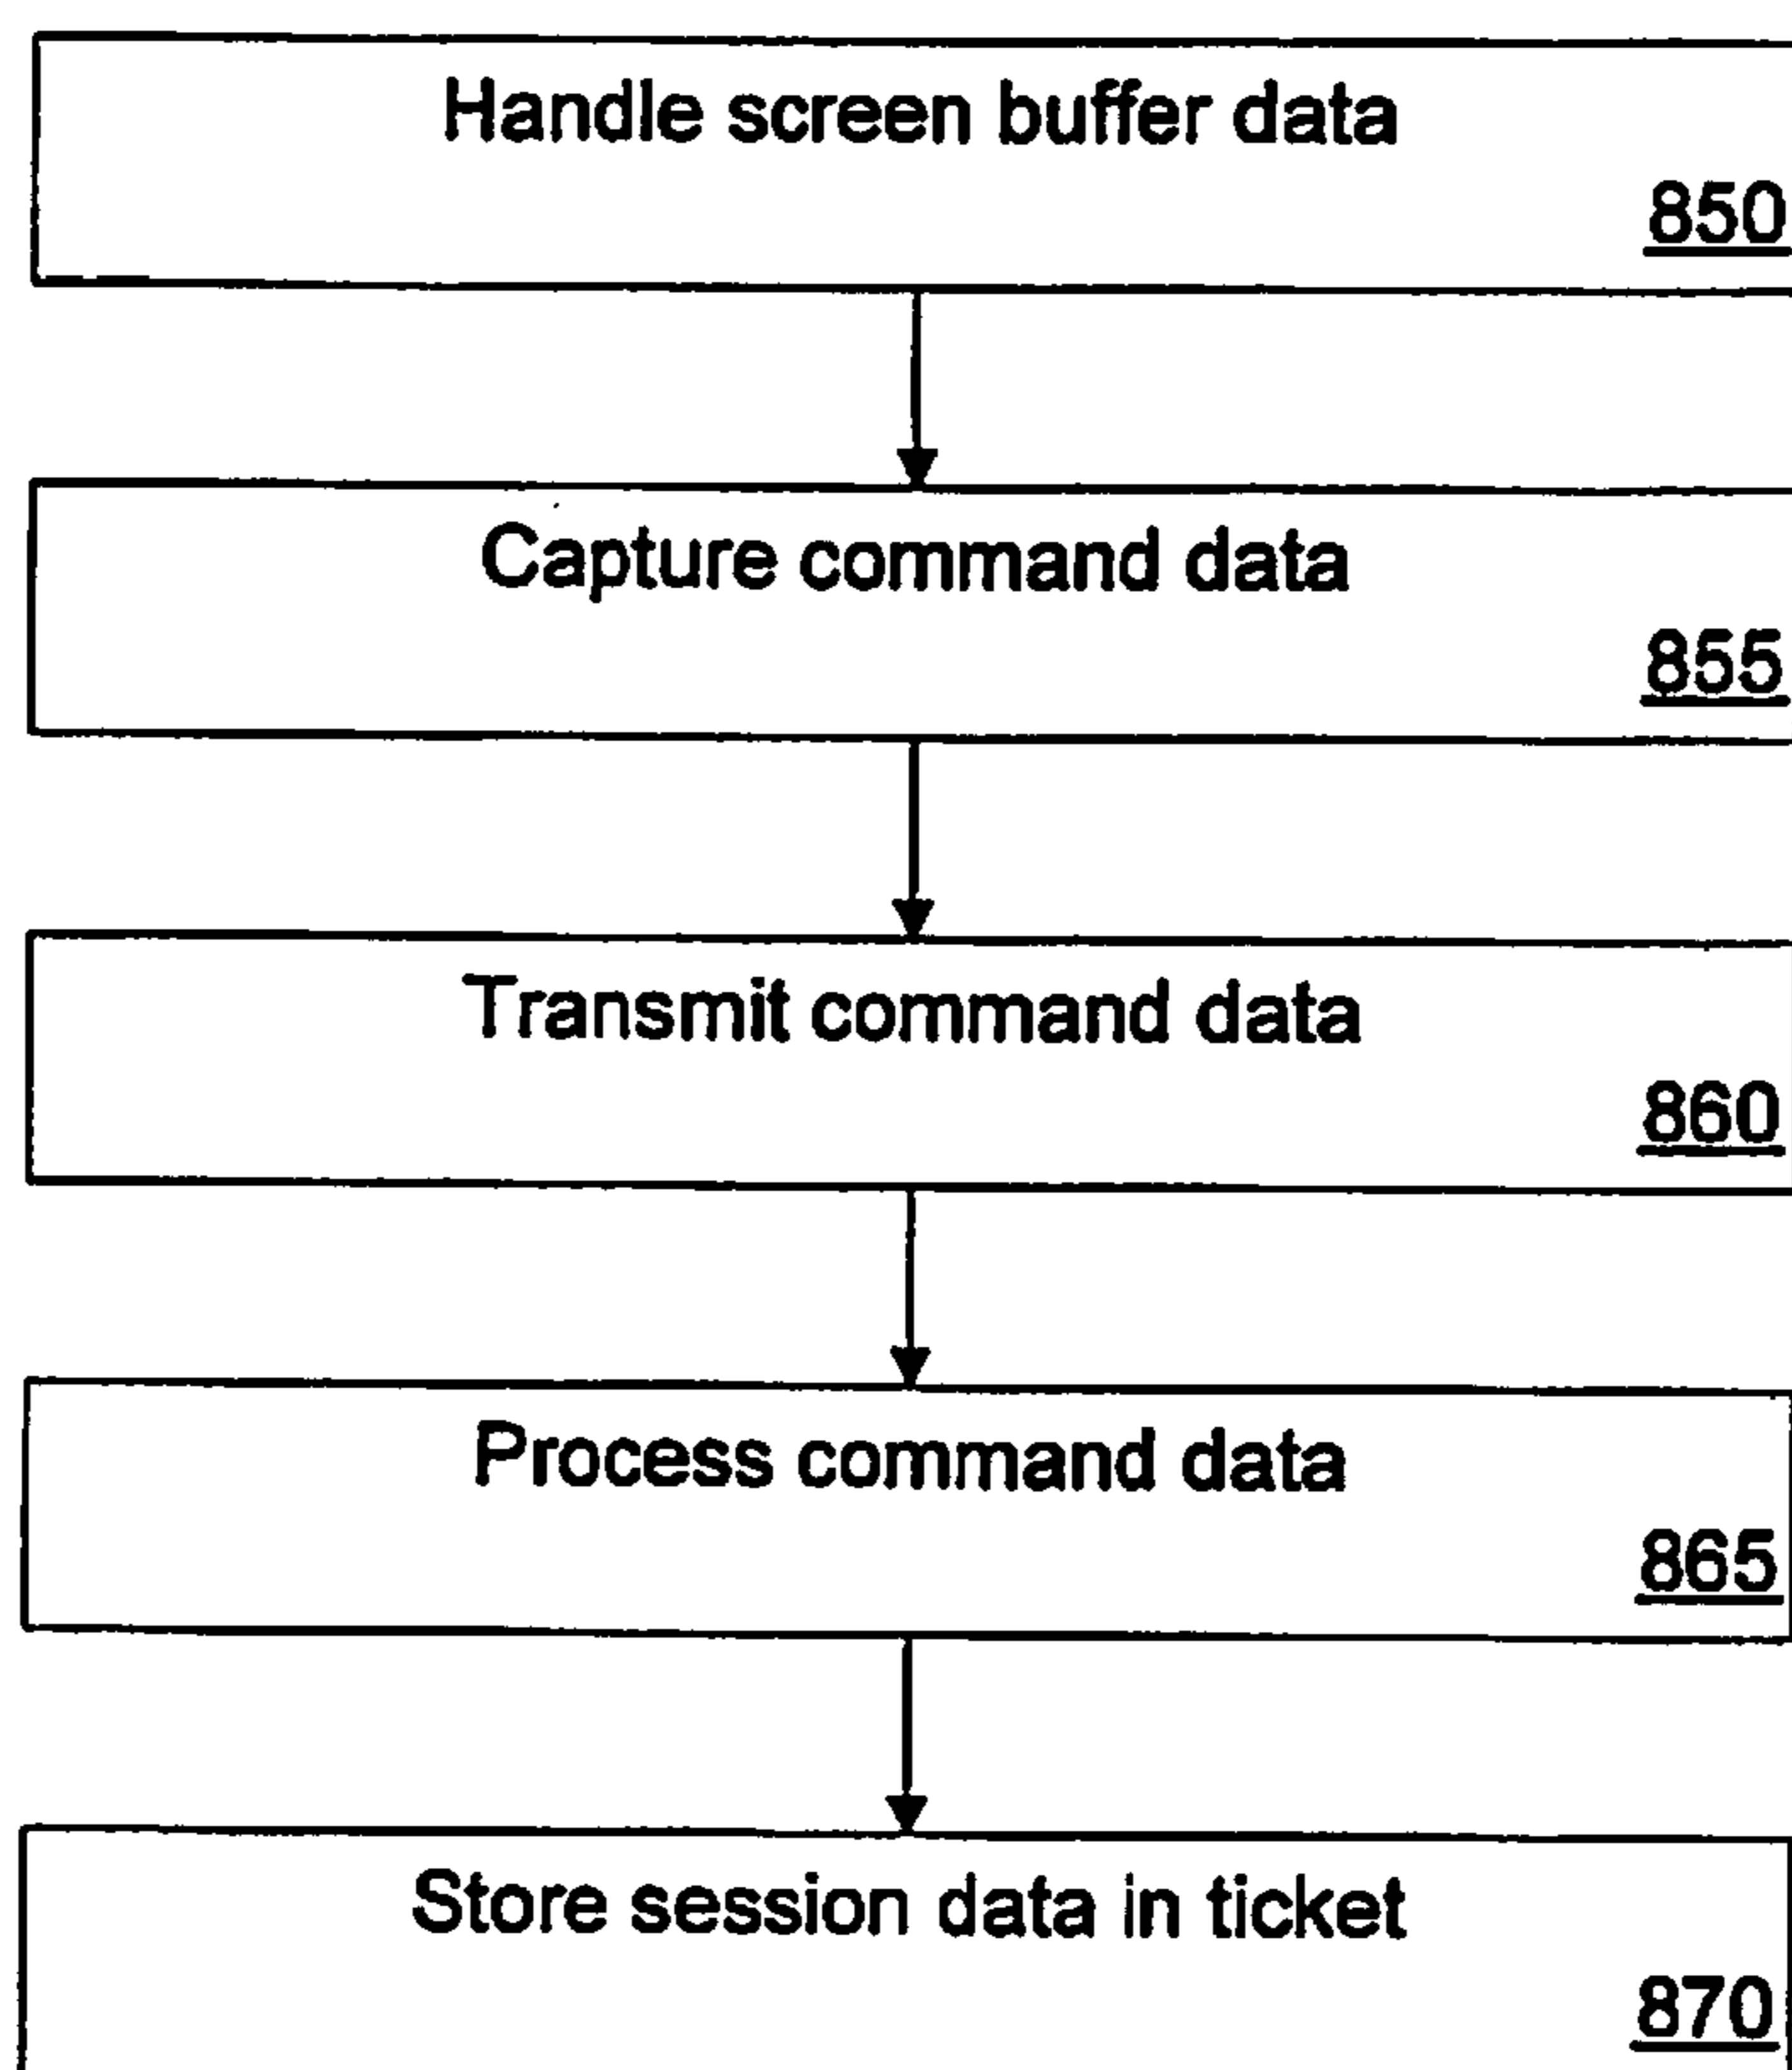 Handle screen buffer data
850
Capture command data
855
Transmit command data
860
Process command data
865
Store session data in ticket
870